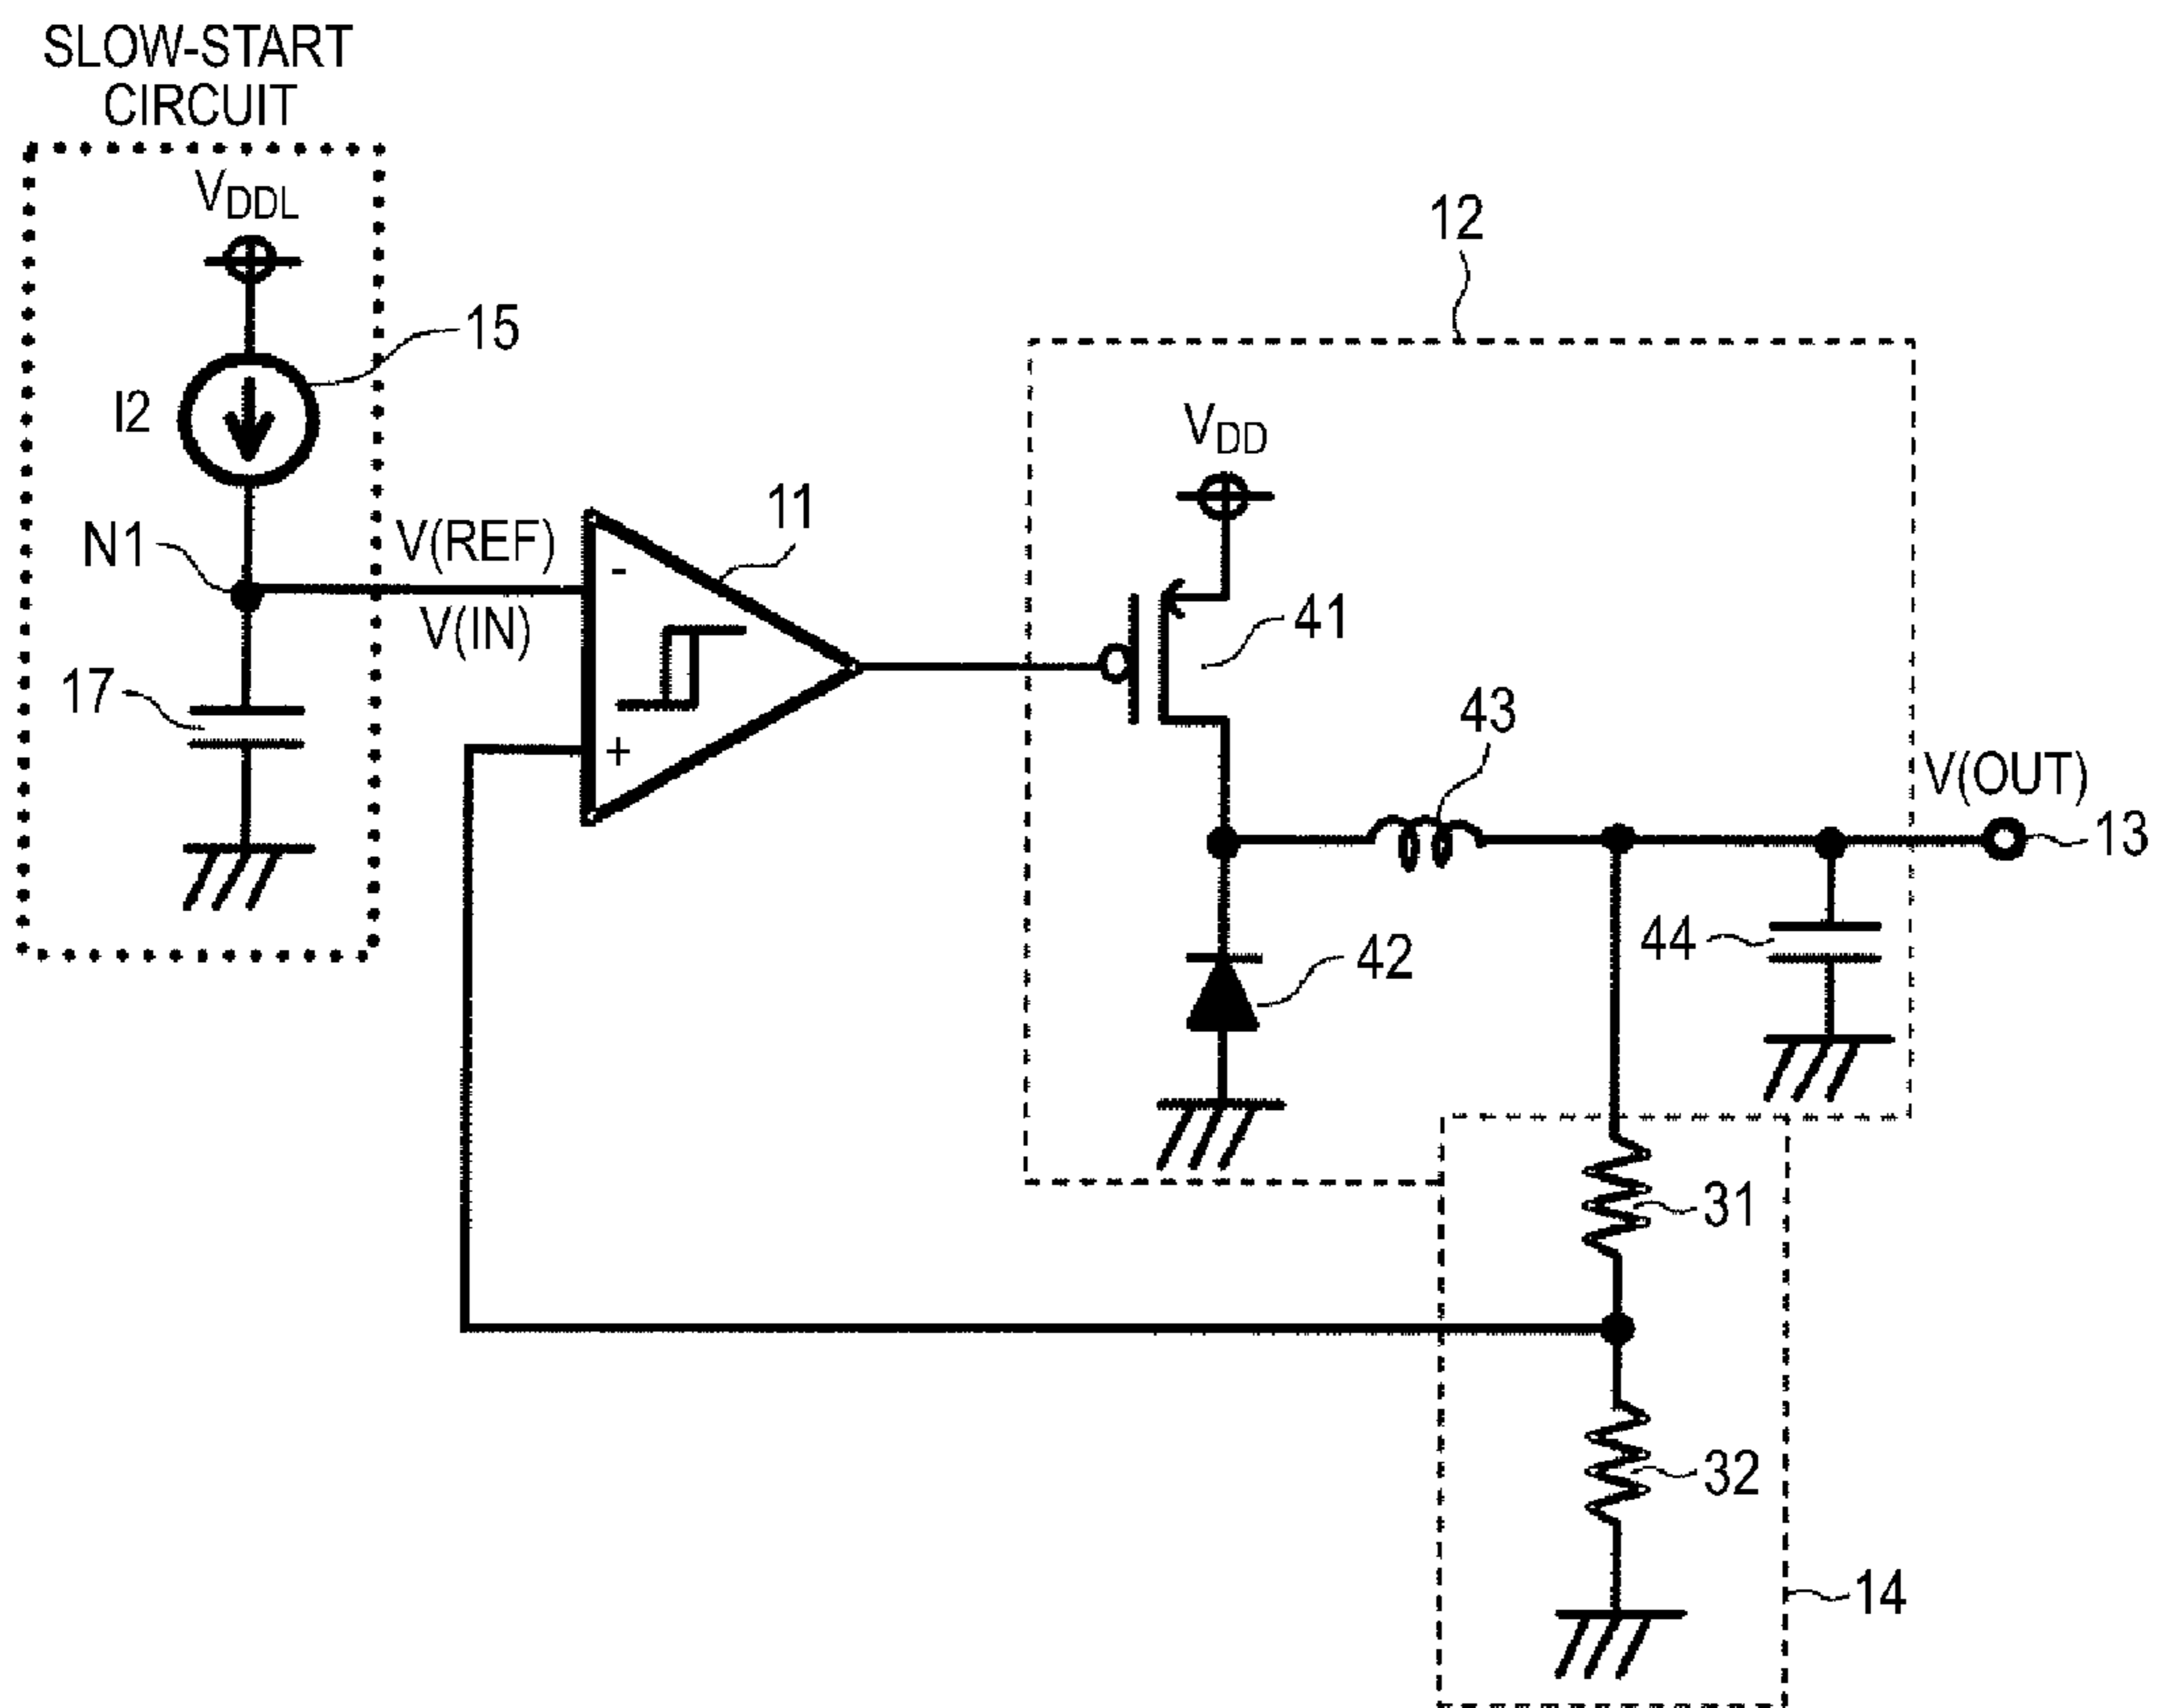 SLOW-START
CIRCUIT
VDDL
15
I2
N1
V(REF)
V(IN)
17
11
-
+
12
VDD
41
43
V(OUT)
13
42
44
31
32
14